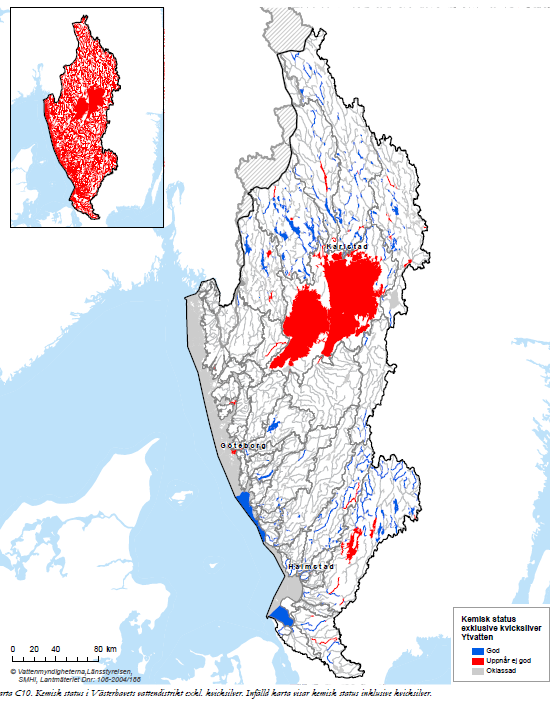 Karlstad
Göteborg
Halmstad
Kemisk status
exklusive kvicksilver
Ytvatten
God
Uppnår ej god
Oklassad
0 20 40 80 km
© Vattenmyndigheterna,Länsstyrelsen,
SMHI, Lantmäteriet Dnr: 106-2004/188
arta C10. Kemisk status i Västerhavets vattendistrikt exkl. kvicksilver. Infälld karta visar kemisk status inklusive kvicksilver.